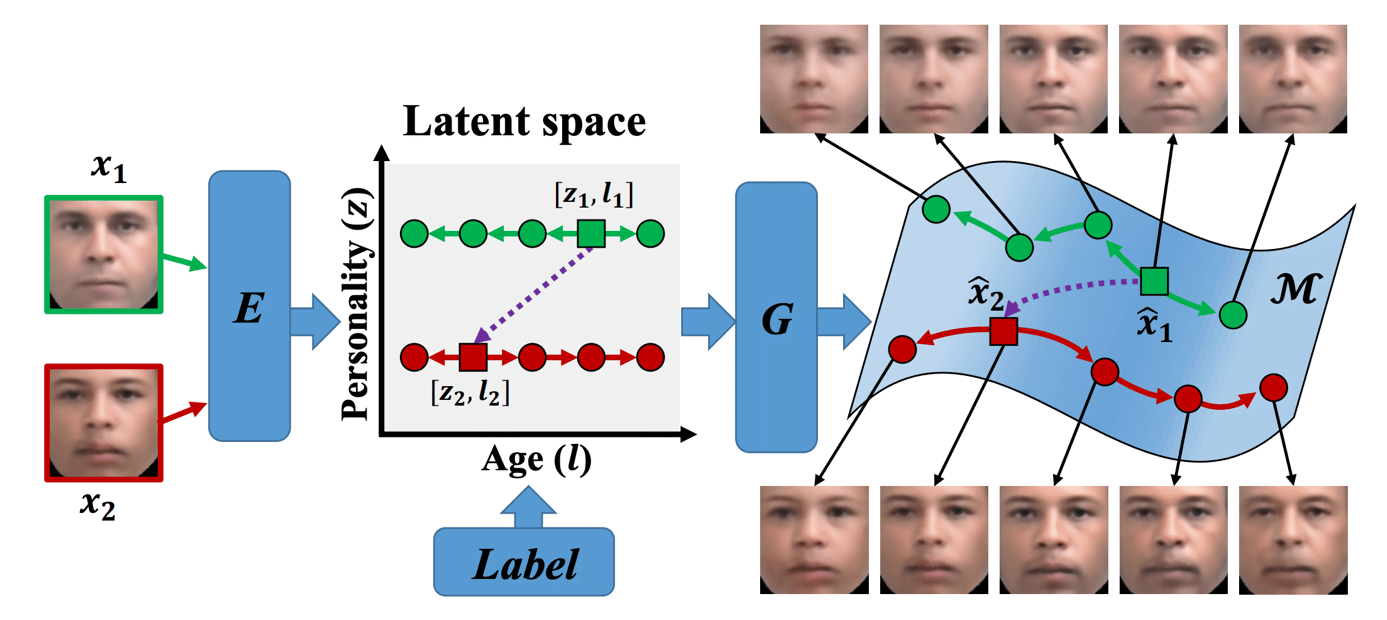 x₁
x₂
E
Latent space
Personality (z)
[z₁, l₁]
[z₂, l₂]
Age (l)
Label
G
x̂₂
x̂₁
ℳ